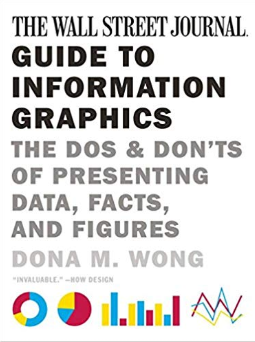 THE WALL STREET JOURNAL.
GUIDE TO
INFORMATION
GRAPHICS
THE DOS & DON'TS
OF PRESENTING
DATA, FACTS,
AND FIGURES
DONA M. WONG
"INVALUABLE." —HOW DESIGN